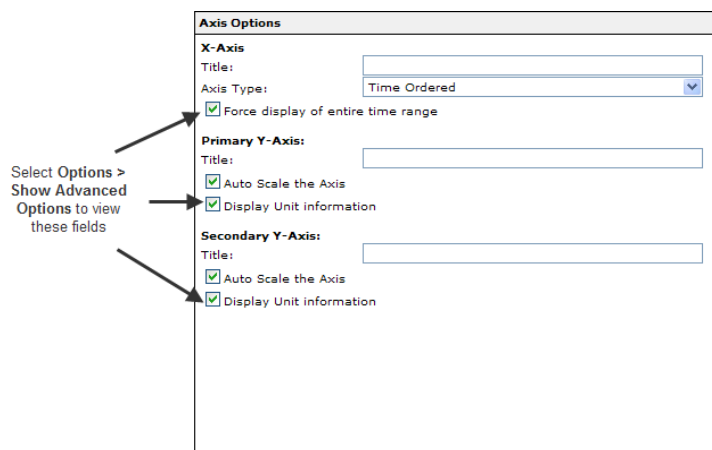 Axis Options
X-Axis
Title:
Axis Type: Time Ordered
Force display of entire time range
Primary Y-Axis:
Title:
Auto Scale the Axis
Display Unit information
Secondary Y-Axis:
Title:
Auto Scale the Axis
Display Unit information
Select Options >
Show Advanced
Options to view
these fields